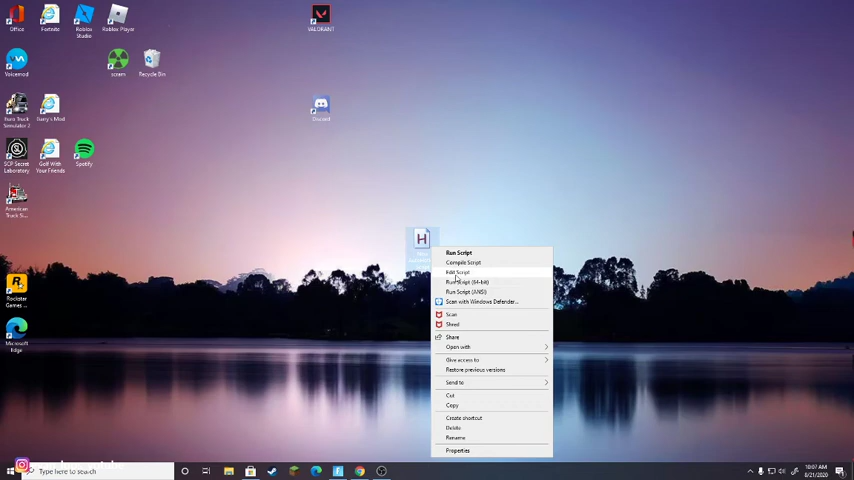 Office
Fortnite
Roblox Studio
Roblox Player
VALORANT
Voicemod
scram
Recycle Bin
Euro Truck Simulator 2
Garry's Mod
Discord
SCP Secret Laboratory
Golf With Your Friends
Spotify
American Truck Si...
Rockstar Games ...
Microsoft Edge
Run Script
Compile Script
Edit Script
Run Script (64-bit)
Run Script (ANSI)
Scan with Windows Defender...
Scan
Shred
Share
Open with
Give access to
Restore previous versions
Send to
Cut
Copy
Create shortcut
Delete
Rename
Properties
Type here to search
10:07 AM
8/21/2020